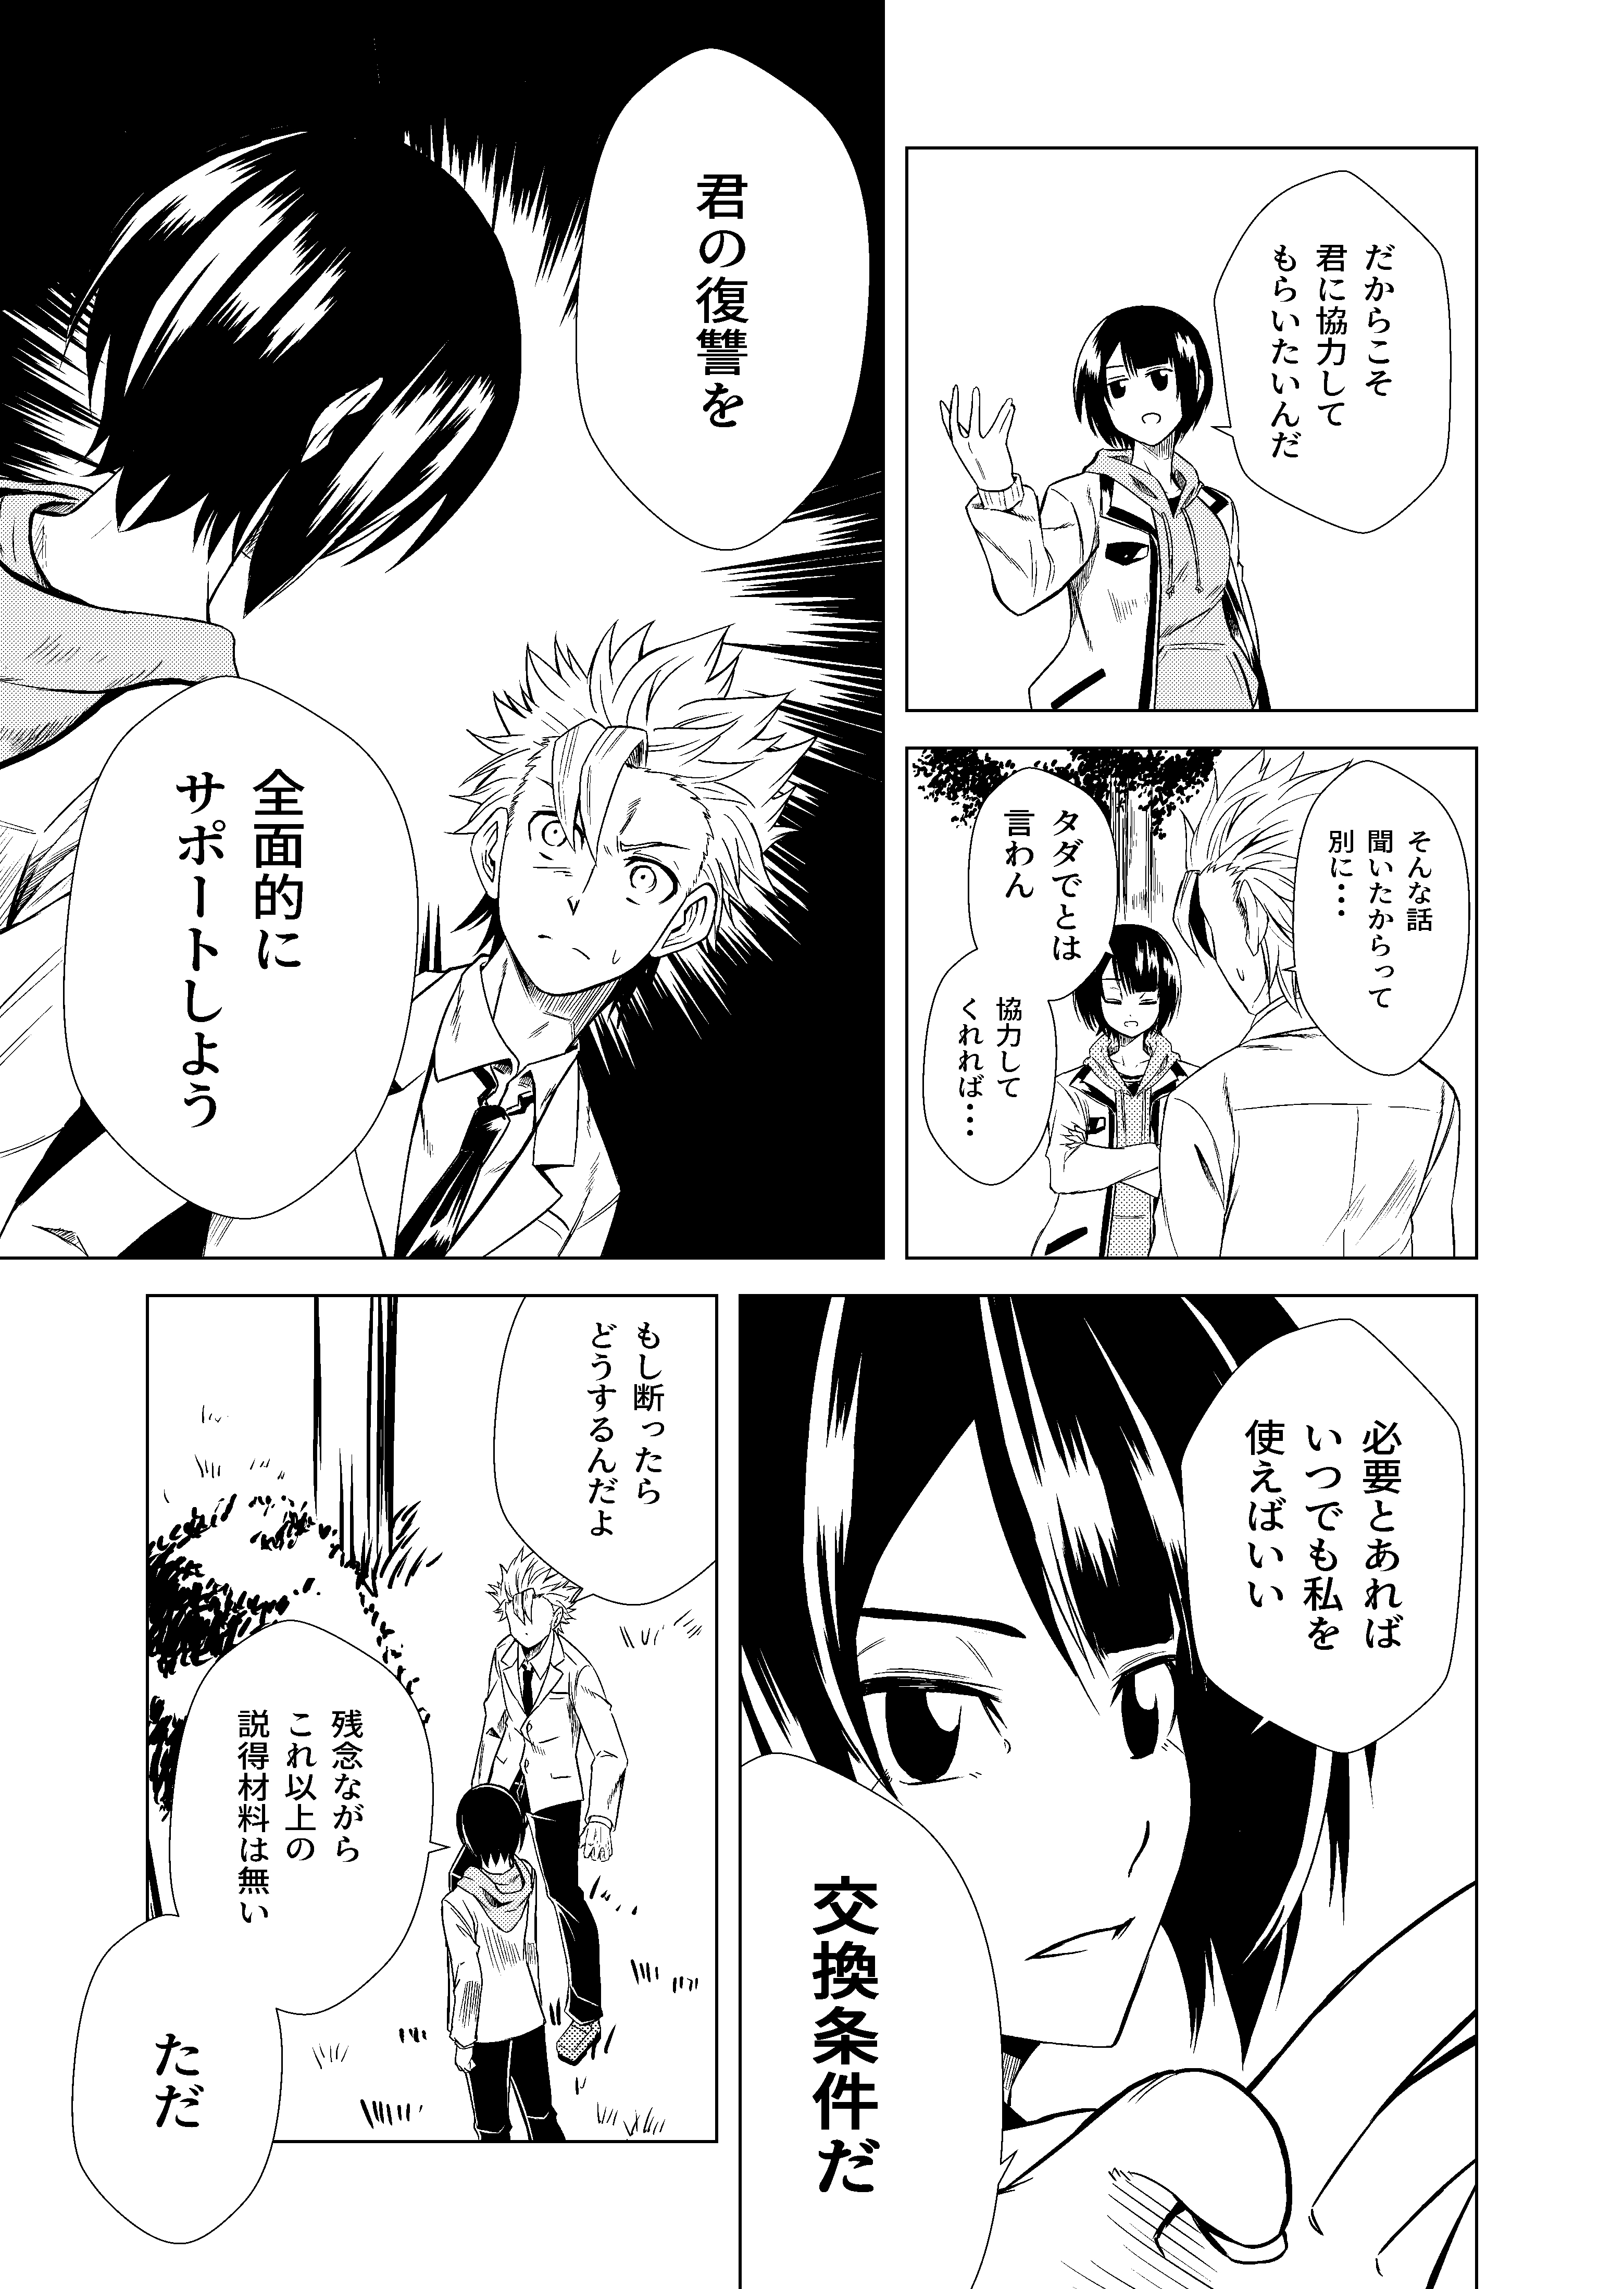 だからこそ
君に協力して
もらいたいんだ
そんな話
聞いたからって
別に・・・
タダでとは
言わん
協力して
くれれば・・・
君の復讐を
全面的に
サポートしよう
必要とあれば
いつでも私を
使えばいい
交換条件だ
もし断ったら
どうするんだよ
残念ながら
これ以上の
説得材料は無い
ただ